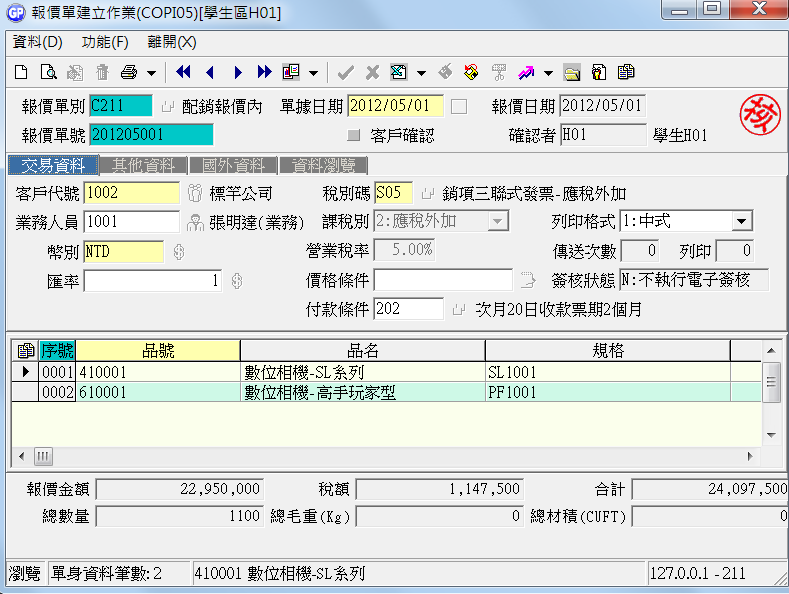 GP 報價單建立作業(COPI05)[學生區H01]
資料(D) 功能(F) 離開(X)
報價單別 C211 配銷報價內 單據日期 2012/05/01 報價日期 2012/05/01
核
報價單號 201205001 客戶確認 確認者 H01 學生H01
交易資料 其他資料 國外資料 資料瀏覽
客戶代號 1002 標竿公司 稅別碼 S05 銷項三聯式發票-應稅外加
業務人員 1001 張明達(業務) 課稅別 2:應稅外加 列印格式 1:中式
幣別 NTD 營業稅率 5.00% 傳送次數 0 列印 0
匯率 1 價格條件 簽核狀態 N:不執行電子簽核
付款條件 202 次月20日收款票期2個月
序號 品號 品名 規格
0001 410001 數位相機-SL系列 SL1001
0002 610001 數位相機-高手玩家型 PF1001
報價金額 22,950,000 稅額 1,147,500 合計 24,097,500
總數量 1100 總毛重(Kg) 0 總材積(CUFT) 0
瀏覽 單身資料筆數: 2 410001 數位相機-SL系列 127.0.0.1 - 211